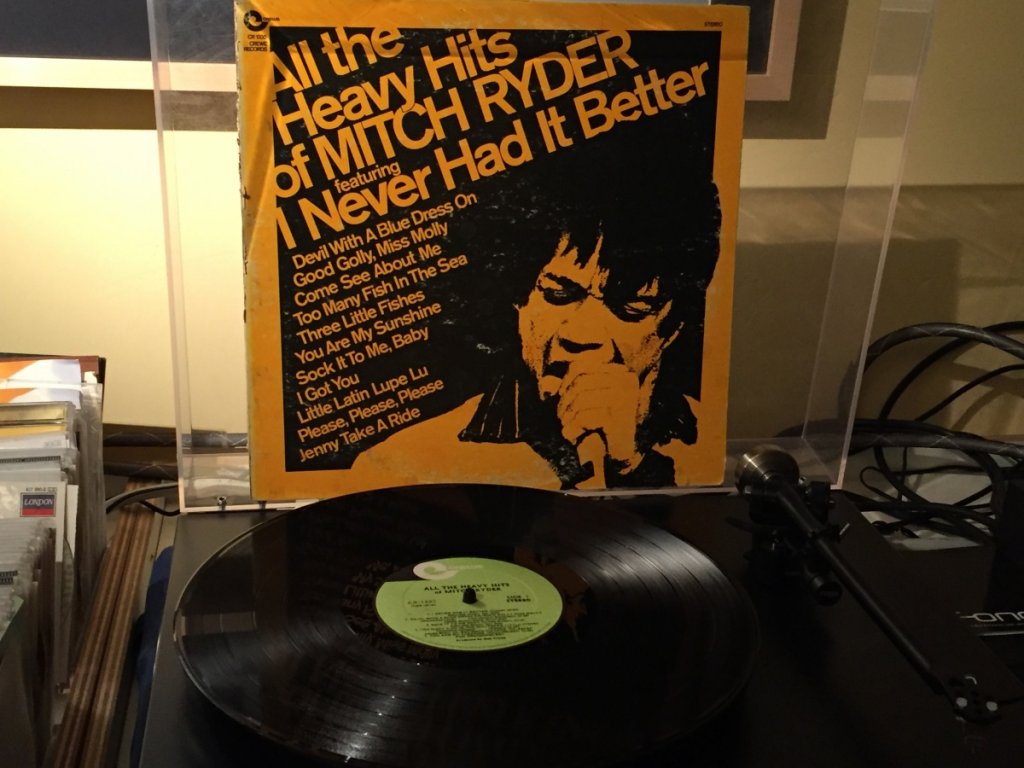 CREWE
RECORDS
STEREO
All the
Heavy Hits
of MITCH RYDER
featuring
I Never Had It Better
Devil With A Blue Dress On
Good Golly, Miss Molly
Come See About Me
Too Many Fish In The Sea
Three Little Fishes
You Are My Sunshine
Sock It To Me, Baby
I Got You
Little Latin Lupe Lu
Please, Please, Please
Jenny Take A Ride
LONDON
ALL THE HEAVY HITS
of MITCH RYDER
STEREO